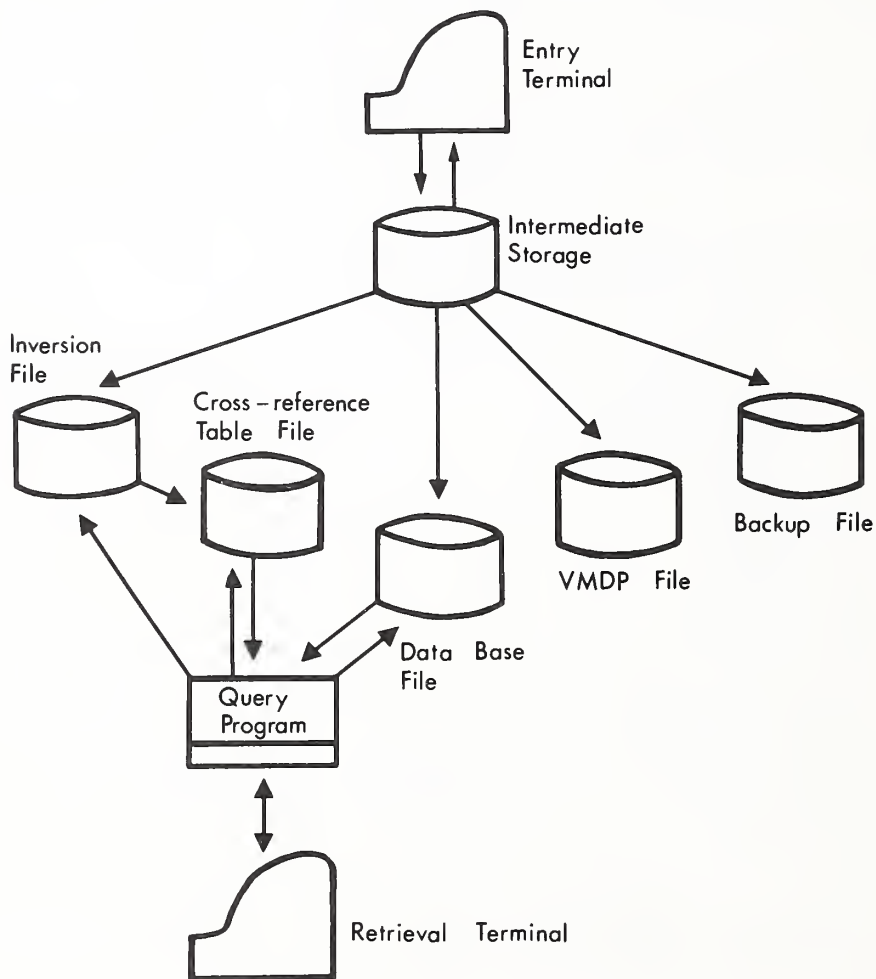 Entry
Terminal
Intermediate
Storage
Inversion
File
Cross-reference
Table File
Backup File
VMDP File
Data Base
File
Query
Program
Retrieval Terminal